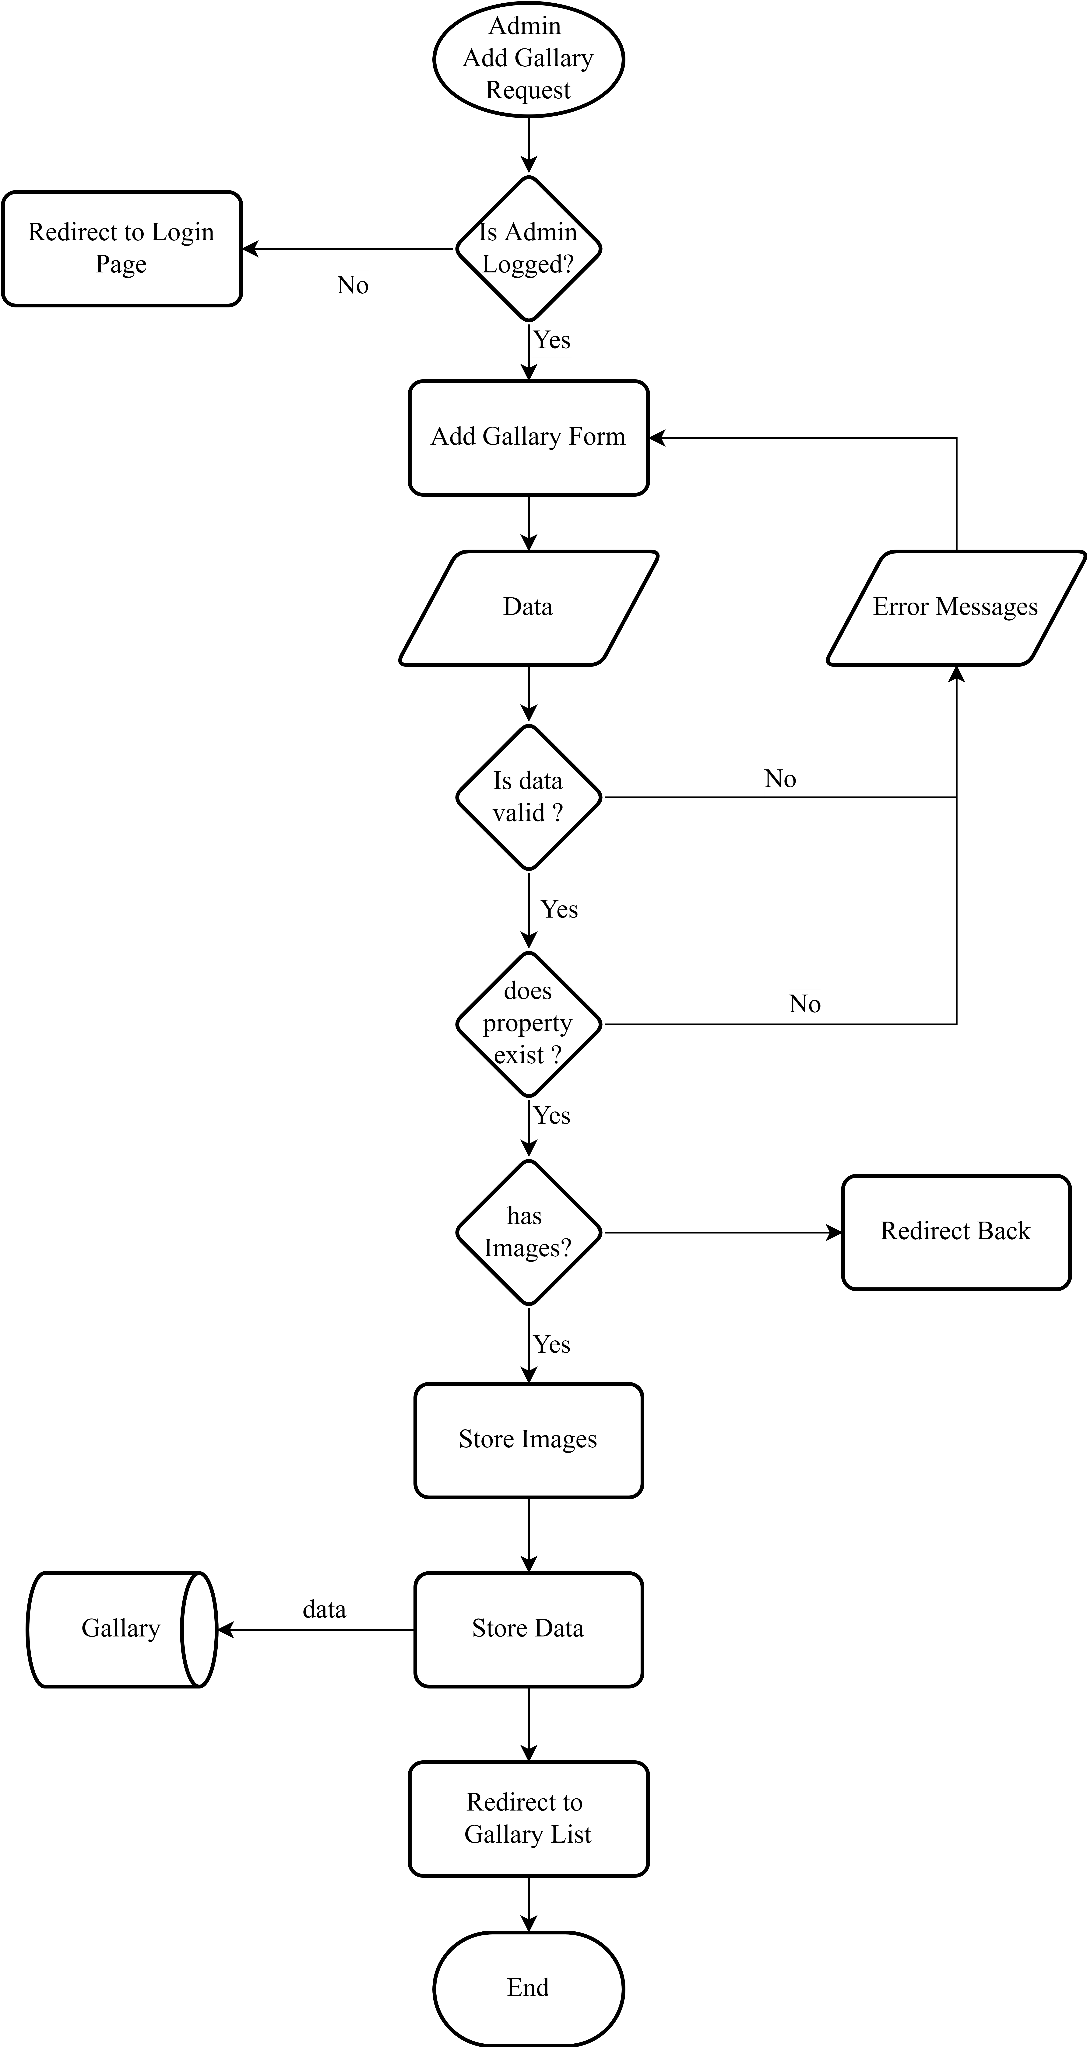 Admin
Add Gallary
Request
Is Admin
Logged?
Redirect to Login
Page
No
Yes
Add Gallary Form
Data
Error Messages
Is data
valid ?
No
Yes
does
property
exist ?
No
Yes
has
Images?
Redirect Back
Yes
Store Images
Store Data
data
Gallary
Redirect to
Gallary List
End